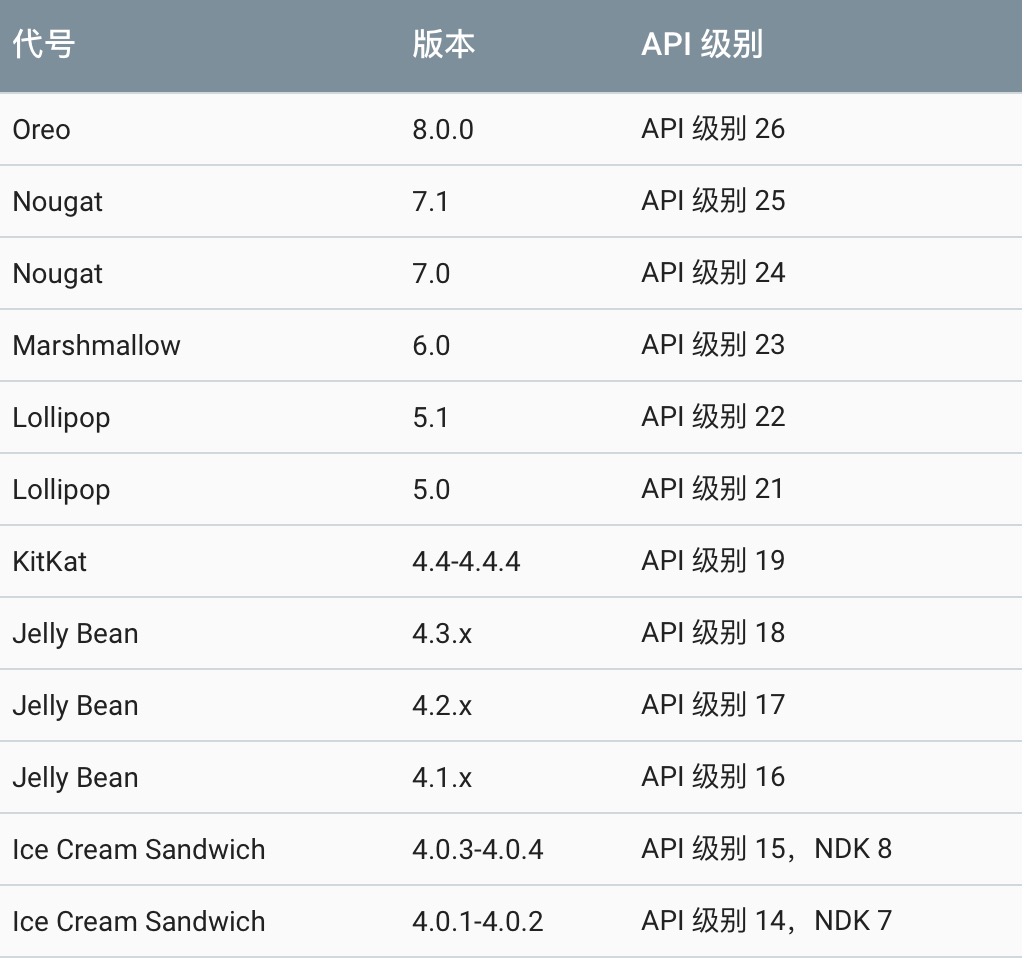 代号 版本 API 级别
Oreo 8.0.0 API 级别 26
Nougat 7.1 API 级别 25
Nougat 7.0 API 级别 24
Marshmallow 6.0 API 级别 23
Lollipop 5.1 API 级别 22
Lollipop 5.0 API 级别 21
KitKat 4.4-4.4.4 API 级别 19
Jelly Bean 4.3.x API 级别 18
Jelly Bean 4.2.x API 级别 17
Jelly Bean 4.1.x API 级别 16
Ice Cream Sandwich 4.0.3-4.0.4 API 级别 15，NDK 8
Ice Cream Sandwich 4.0.1-4.0.2 API 级别 14，NDK 7